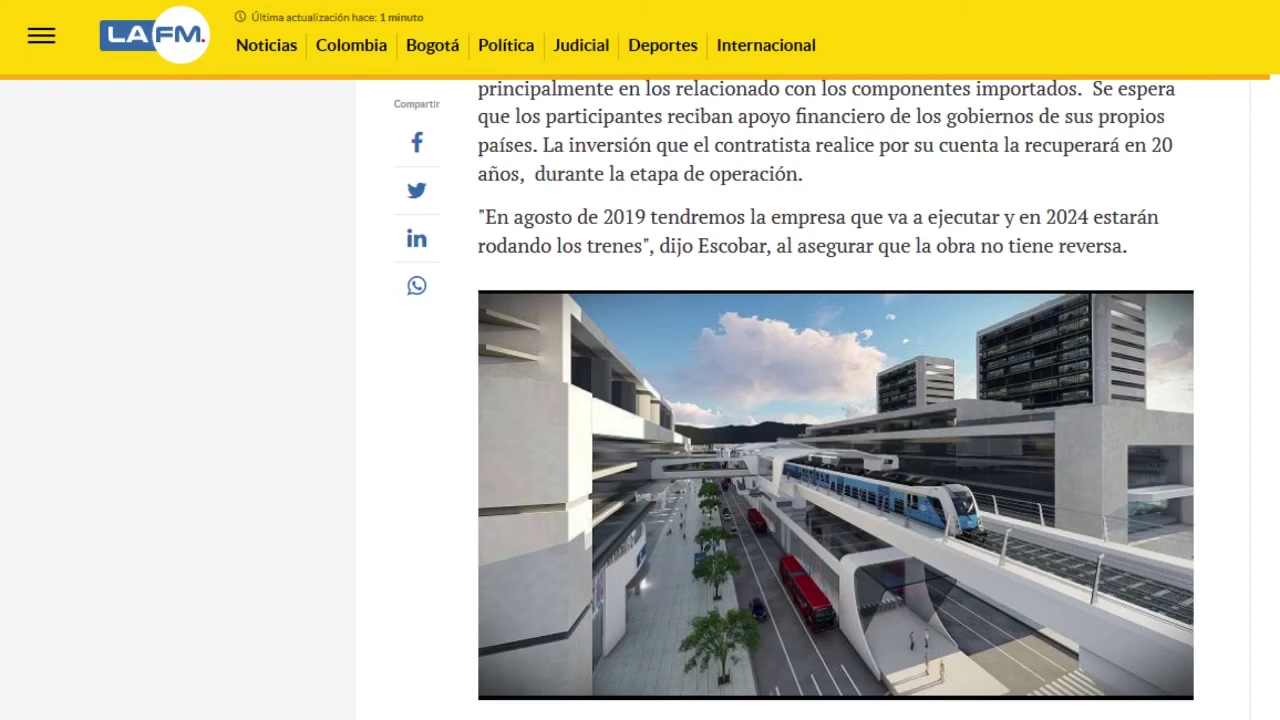 Última actualización hace: 1 minuto
LA FM.
Noticias Colombia Bogotá Política Judicial Deportes Internacional
Compartir
principalmente en los relacionado con los componentes importados. Se espera
que los participantes reciban apoyo financiero de los gobiernos de sus propios
países. La inversión que el contratista realice por su cuenta la recuperará en 20
años, durante la etapa de operación.
"En agosto de 2019 tendremos la empresa que va a ejecutar y en 2024 estarán
rodando los trenes", dijo Escobar, al asegurar que la obra no tiene reversa.